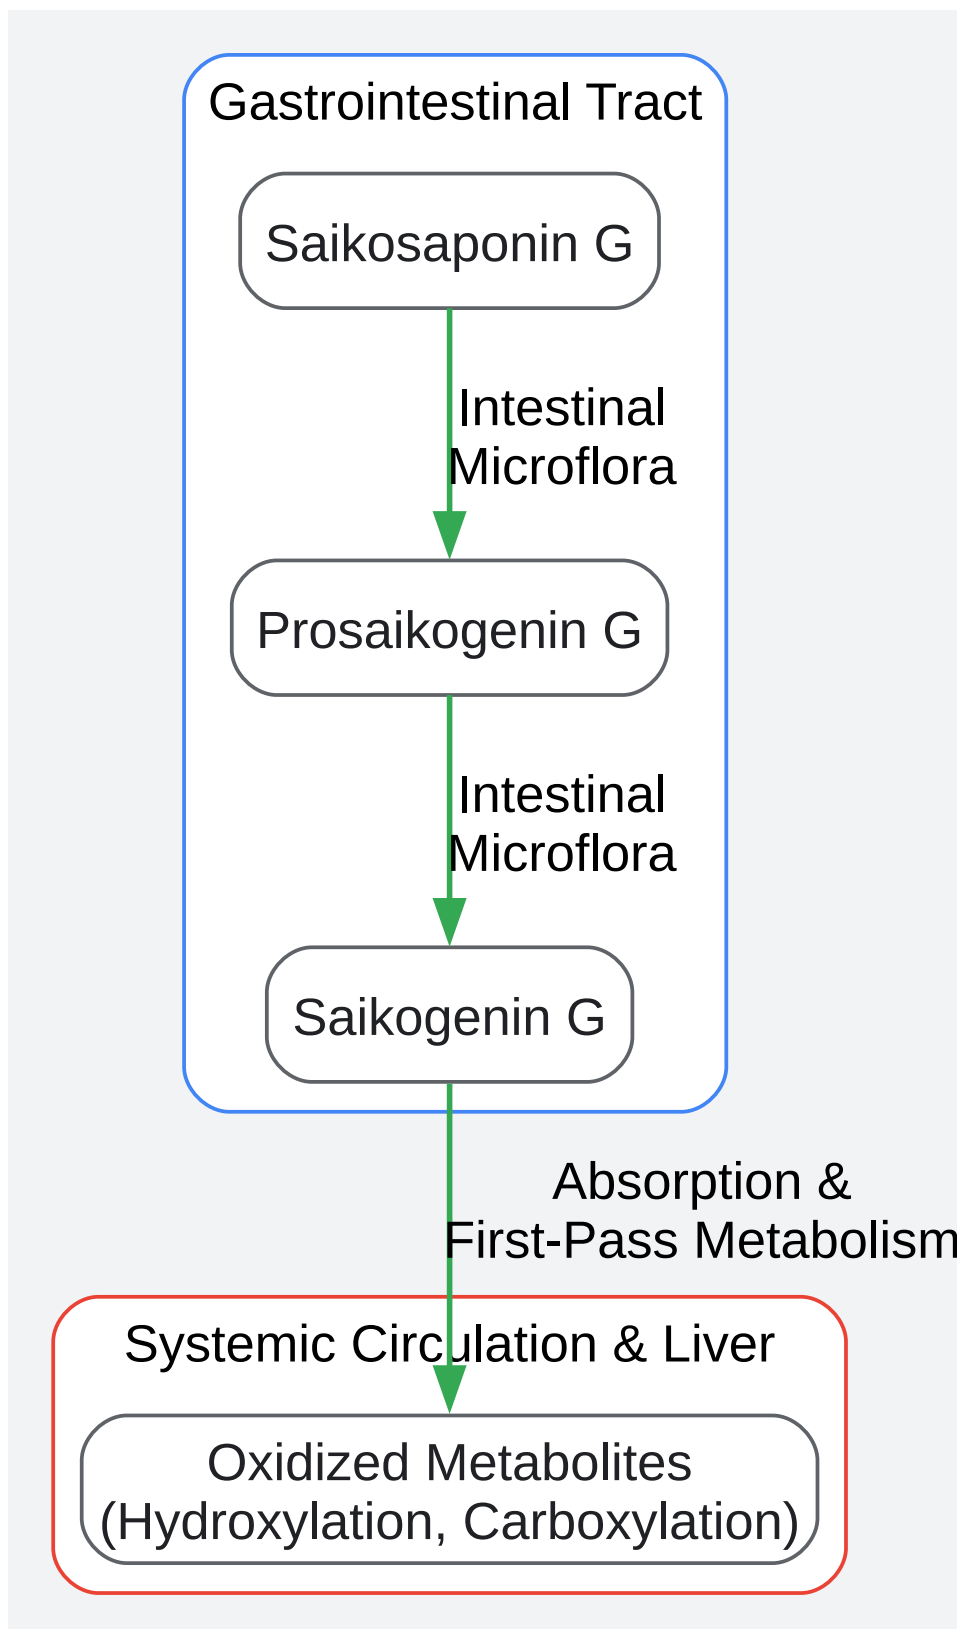 Gastrointestinal Tract
Saikosaponin G
Intestinal
Microflora
Prosaikogenin G
Intestinal
Microflora
Saikogenin G
Absorption &
First-Pass Metabolism
Systemic Circulation & Liver
Oxidized Metabolites
(Hydroxylation, Carboxylation)